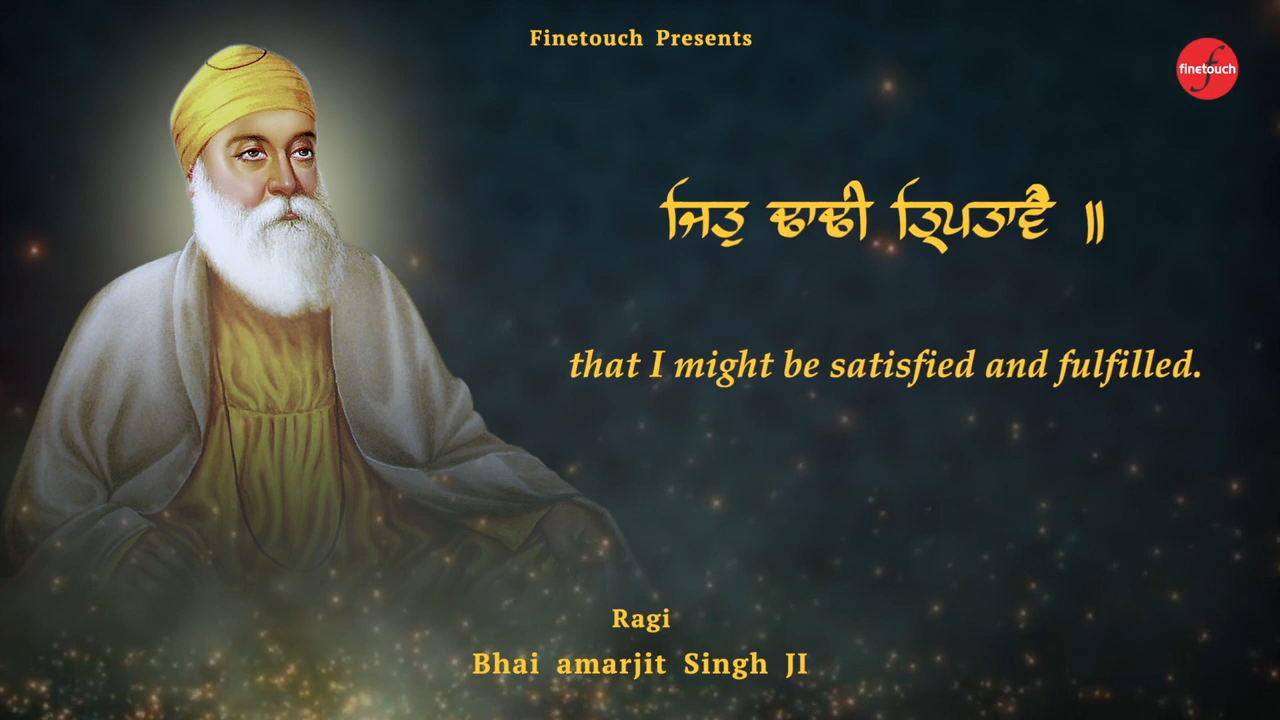 Finetouch Presents
finetouch
ਜਿਤੁ ਢਾਢੀ ਤ੍ਰਿਪਤਾਵੈ ॥
that I might be satisfied and fulfilled.
Ragi
Bhai amarjit Singh JI